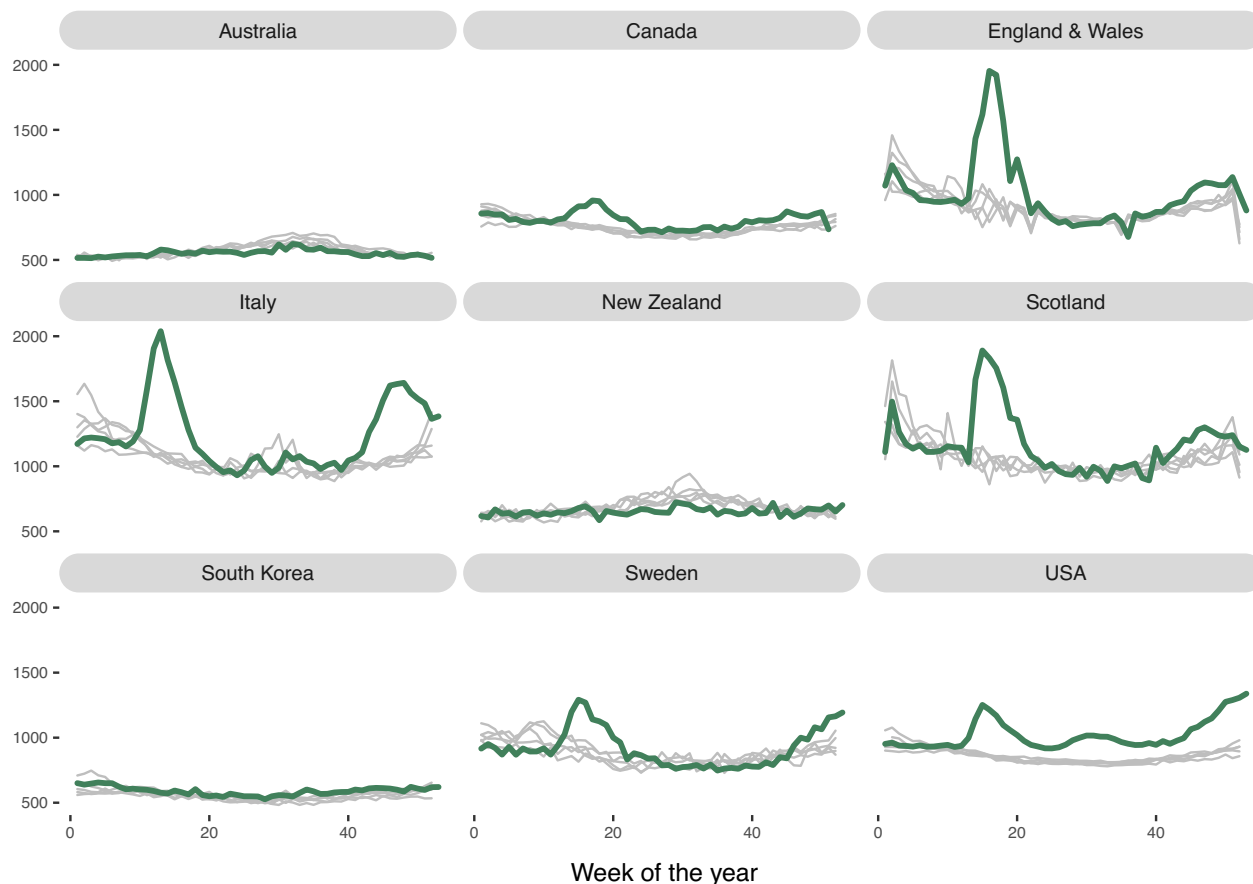 Australia Canada England & Wales
2000
1500
1000
500
Italy New Zealand Scotland
2000
1500
1000
500
South Korea Sweden USA
2000
1500
1000
500
0 20 40 0 20 40 0 20 40
Week of the year